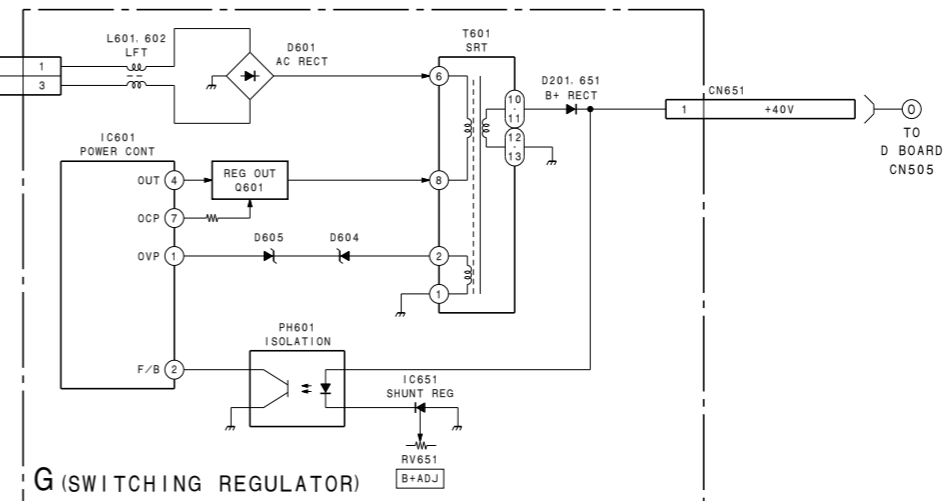 L601. 602
LFT
D601
AC RECT
T601
SRT
1
3
6
D201. 651
B+ RECT
10
11
12
13
CN651
1
+40V
O
TO
D BOARD
CN505
IC601
POWER CONT
OUT
4
REG OUT
Q601
8
OCP
7
OVP
1
D605
D604
2
1
PH601
ISOLATION
F/B
2
IC651
SHUNT REG
RV651
B+ADJ
G (SWITCHING REGULATOR)